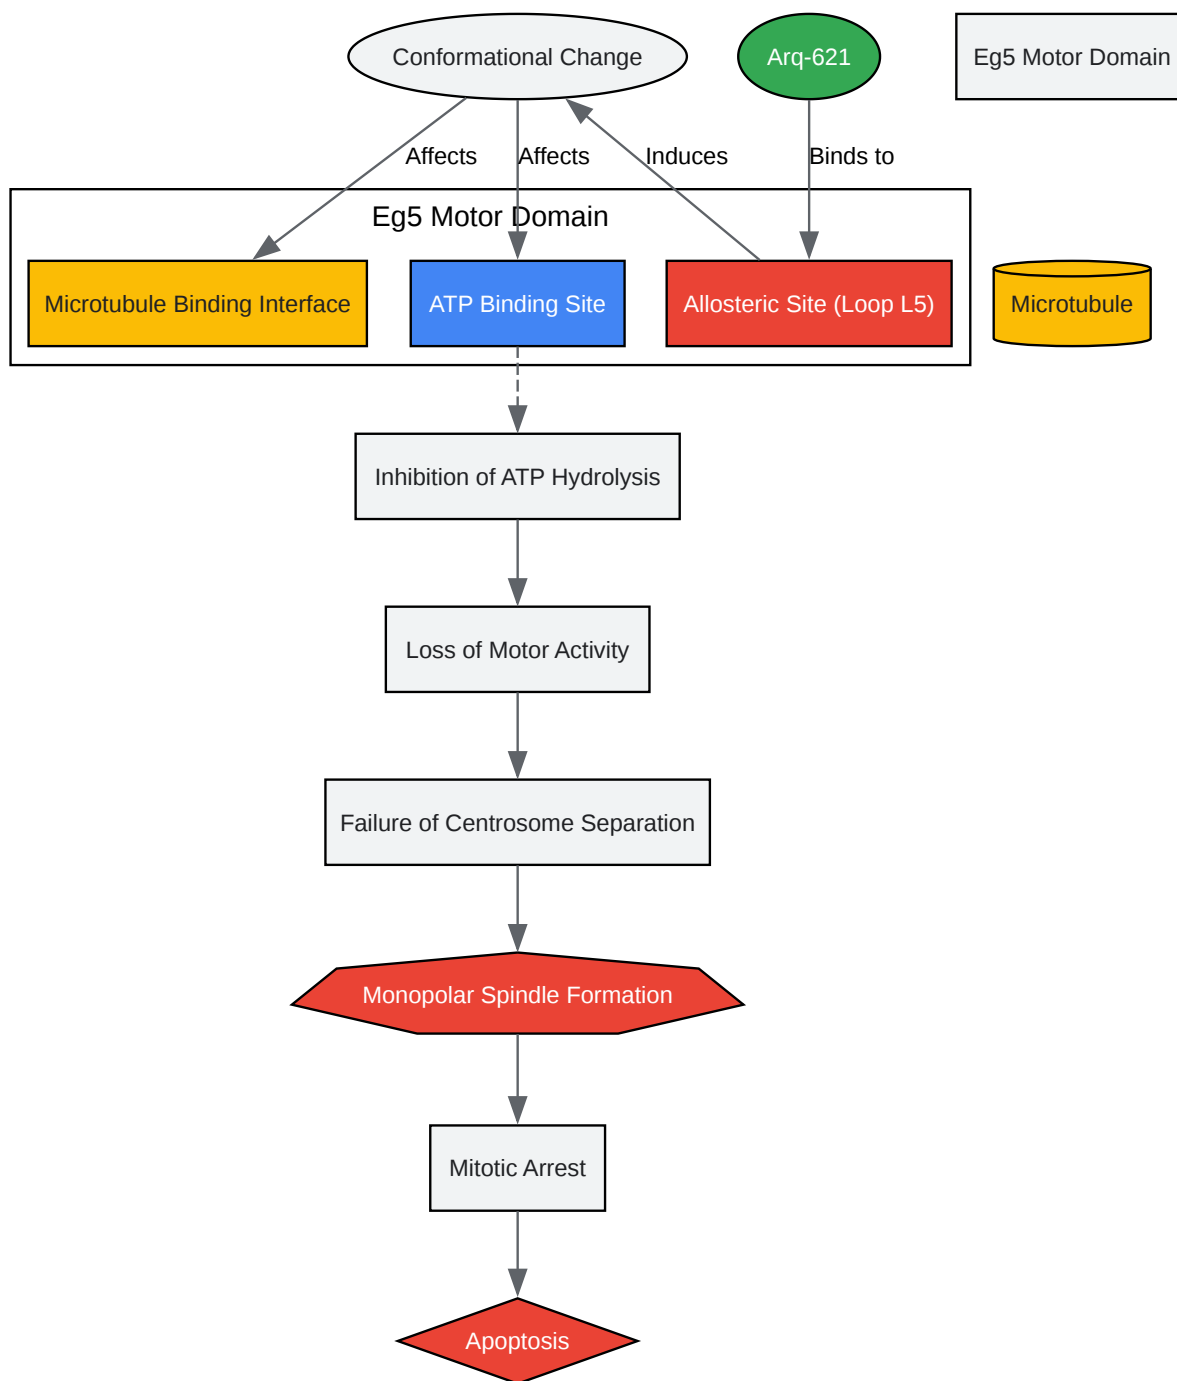 Conformational Change
Arq-621
Eg5 Motor Domain
Affects
Affects
Induces
Binds to
Eg5 Motor Domain
Microtubule Binding Interface
ATP Binding Site
Allosteric Site (Loop L5)
Microtubule
Inhibition of ATP Hydrolysis
Loss of Motor Activity
Failure of Centrosome Separation
Monopolar Spindle Formation
Mitotic Arrest
Apoptosis